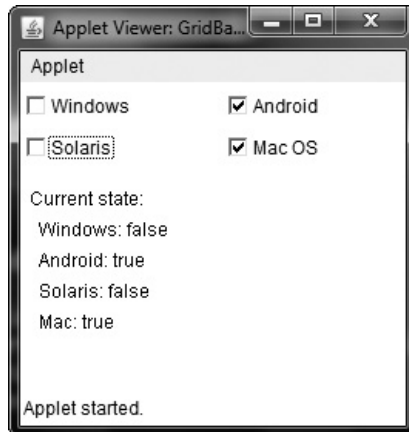 Applet Viewer: GridBa...
Applet
Windows Android
Solaris Mac OS
Current state:
Windows: false
Android: true
Solaris: false
Mac: true
Applet started.